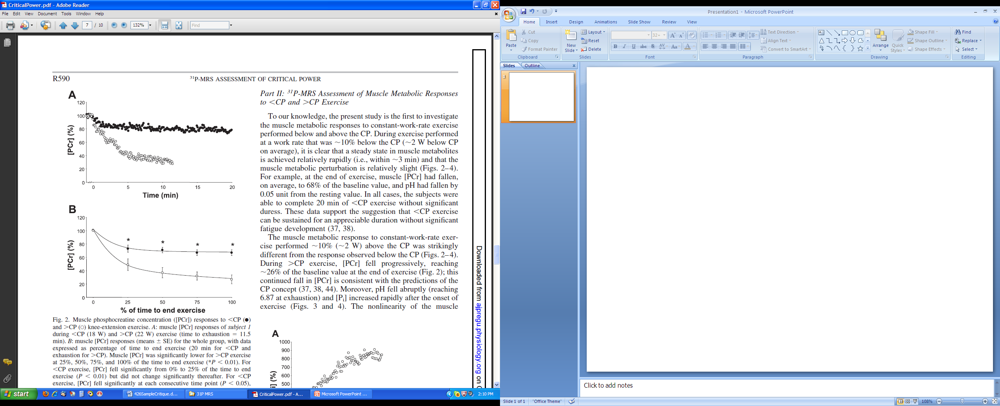 CriticalPower.pdf - Adobe Reader
File Edit View Document Tools Window Help
7 / 10 132% Find
R590 ³¹P-MRS ASSESSMENT OF CRITICAL POWER
A
120
100
80
60
40
20
0
[PCr] (%)
0 5 10 15 20
Time (min)
B
120
100
80
60
40
20
0
[PCr] (%)
* * * *
0 25 50 75 100
% of time to end exercise
Fig. 2. Muscle phosphocreatine concentration ([PCr]) responses to <CP (●)
and >CP (○) knee-extension exercise. A: muscle [PCr] responses of subject 1
during <CP (18 W) and >CP (22 W) exercise (time to exhaustion = 11.5
min). B: muscle [PCr] responses (means ± SE) for the whole group, with data
expressed as percentage of time to end exercise (20 min for <CP and
exhaustion for >CP). Muscle [PCr] was significantly lower for >CP exercise
at 25%, 50%, 75%, and 100% of the time to end exercise (*P < 0.01). For
<CP exercise, [PCr] fell significantly from 0% to 25% of the time to end
exercise (P < 0.01) but did not change significantly thereafter. For <CP
exercise, [PCr] fell significantly at each consecutive time point (P < 0.05),
Part II: ³¹P-MRS Assessment of Muscle Metabolic Responses
to <CP and >CP Exercise
To our knowledge, the present study is the first to investigate
the muscle metabolic responses to constant-work-rate exercise
performed below and above the CP. During exercise performed
at a work rate that was ~10% below the CP (~2 W below CP
on average), it is clear that a steady state in muscle metabolites
is achieved relatively rapidly (i.e., within ~3 min) and that the
muscle metabolic perturbation is relatively slight (Figs. 2–4).
For example, at the end of exercise, muscle [PCr] had fallen,
on average, to 68% of the baseline value, and pH had fallen by
0.05 unit from the resting value. In all cases, the subjects were
able to complete 20 min of <CP exercise without significant
duress. These data support the suggestion that <CP exercise
can be sustained for an appreciable duration without significant
fatigue development (37, 38).
The muscle metabolic response to constant-work-rate exer-
cise performed ~10% (~2 W) above the CP was strikingly
different from the response observed below the CP (Figs. 2–4).
During >CP exercise, [PCr] fell progressively, reaching
~26% of the baseline value at the end of exercise (Fig. 2); this
continued fall in [PCr] is consistent with the predictions of the
CP concept (37, 38, 44). Moreover, pH fell abruptly (reaching
6.87 at exhaustion) and [Pi] increased rapidly after the onset of
exercise (Figs. 3 and 4). The nonlinearity of the muscle
A
1000
900
800
700
600
500
i] (%)
Downloaded from ajpregu.physiology.org on
start 426SampleCritique.d... 31P MRS CriticalPower.pdf - A... Microsoft PowerPoint ... 2:10 PM
Presentation1 - Microsoft PowerPoint
Home Insert Design Animations Slide Show Review View
Paste Cut Copy Format Painter Clipboard
New Slide Layout Reset Delete Slides
32+ B I U abc S AV Aa A Font
Text Direction Align Text Convert to SmartArt Paragraph
Arrange Quick Styles Shape Fill Shape Outline Shape Effects Drawing
Find Replace Select Editing
Slides Outline x
1
Click to add notes
Slide 1 of 1 "Office Theme" 108%